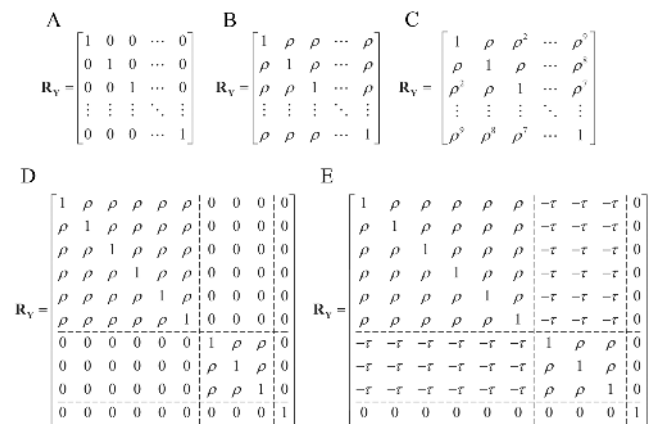 A B C
R_Y = [1 0 0 ⋯ 0] R_Y = [1 ρ ρ ⋯ ρ] R_Y = [1 ρ ρ² ⋯ ρ⁹]
0 1 0 ⋯ 0 ρ 1 ρ ⋯ ρ ρ 1 ρ ⋯ ρ⁸
0 0 1 ⋯ 0 ρ ρ 1 ⋯ ρ ρ² ρ 1 ⋯ ρ⁷
⋮ ⋮ ⋮ ⋱ ⋮ ⋮ ⋮ ⋮ ⋱ ⋮ ⋮ ⋮ ⋮ ⋱ ⋮
0 0 0 ⋯ 1 ρ ρ ρ ⋯ 1 ρ⁹ ρ⁸ ρ⁷ ⋯ 1
D E
R_Y = R_Y =
1 ρ ρ ρ ρ ρ 0 0 0 0 1 ρ ρ ρ ρ ρ −τ −τ −τ 0
ρ 1 ρ ρ ρ ρ 0 0 0 0 ρ 1 ρ ρ ρ ρ −τ −τ −τ 0
ρ ρ 1 ρ ρ ρ 0 0 0 0 ρ ρ 1 ρ ρ ρ −τ −τ −τ 0
ρ ρ ρ 1 ρ ρ 0 0 0 0 ρ ρ ρ 1 ρ ρ −τ −τ −τ 0
ρ ρ ρ ρ 1 ρ 0 0 0 0 ρ ρ ρ ρ 1 ρ −τ −τ −τ 0
ρ ρ ρ ρ ρ 1 0 0 0 0 ρ ρ ρ ρ ρ 1 −τ −τ −τ 0
0 0 0 0 0 0 1 ρ ρ 0 −τ −τ −τ −τ −τ −τ 1 ρ ρ 0
0 0 0 0 0 0 ρ 1 ρ 0 −τ −τ −τ −τ −τ −τ ρ 1 ρ 0
0 0 0 0 0 0 ρ ρ 1 0 −τ −τ −τ −τ −τ −τ ρ ρ 1 0
0 0 0 0 0 0 0 0 0 1 0 0 0 0 0 0 0 0 0 1